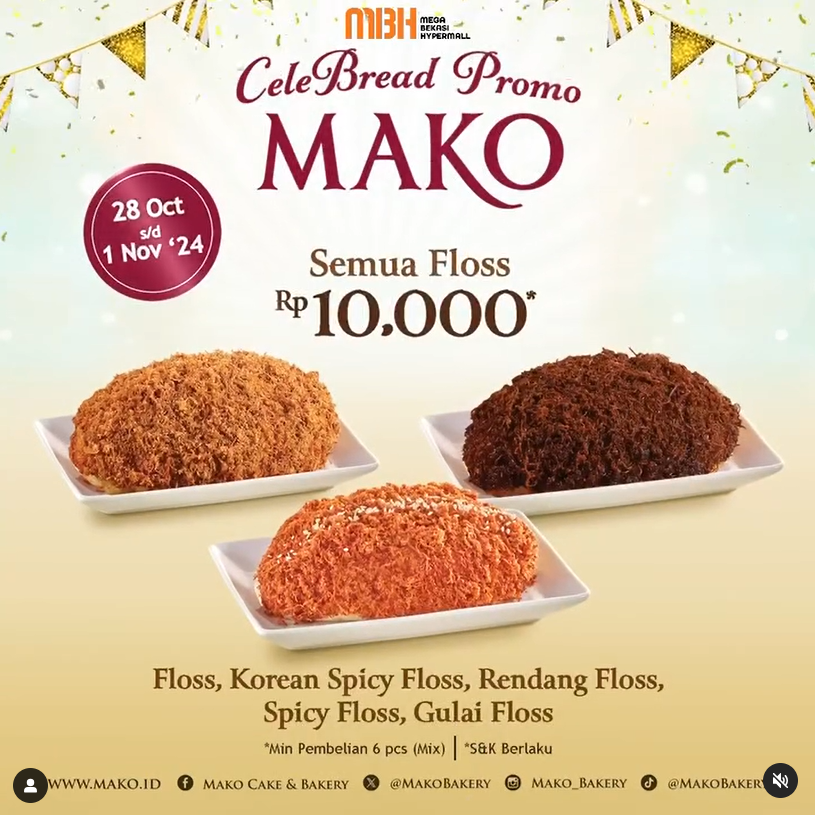 MBH MEGA
BEKASI
HYPERMALL
CeleBread Promo
MAKO
28 Oct
s/d
1 Nov ‘24
Semua Floss
Rp 10.000*
Floss, Korean Spicy Floss, Rendang Floss,
Spicy Floss, Gulai Floss
*Min Pembelian 6 pcs (Mix) | *S&K Berlaku
WWW.MAKO.ID MAKO CAKE & BAKERY @MAKOBAKERY MAKO_BAKERY @MAKOBAKERY